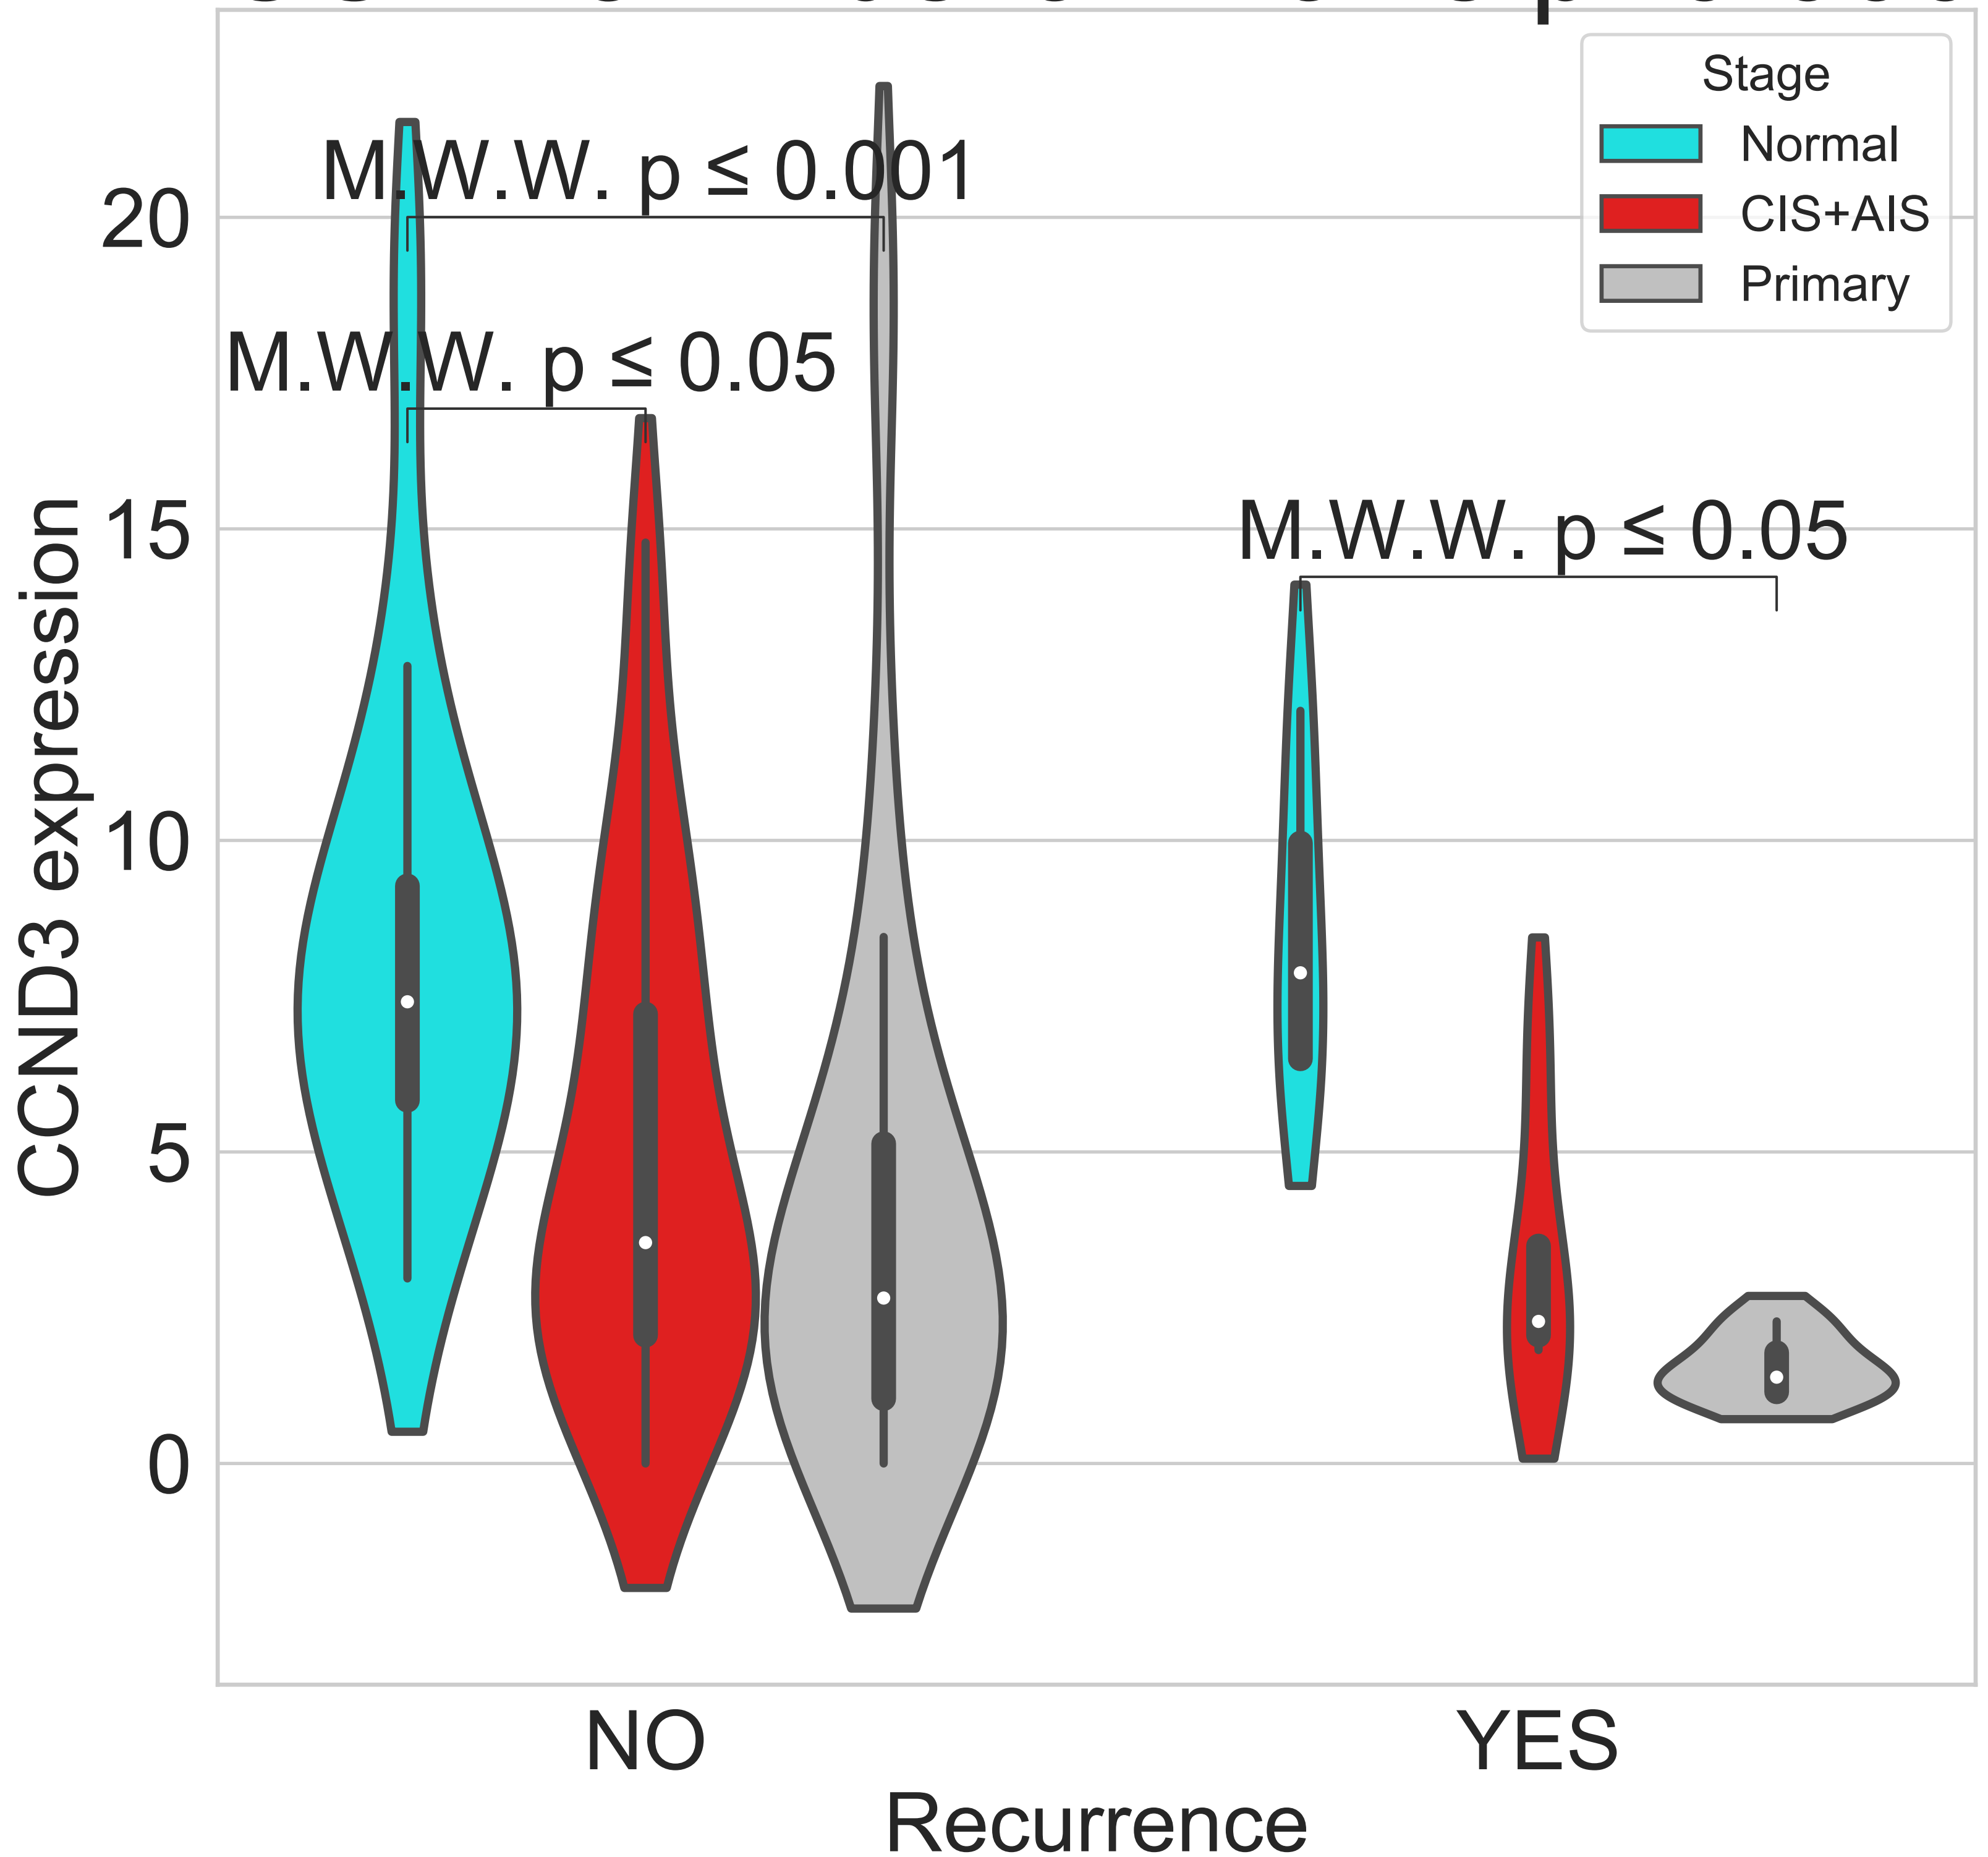 Stage
Normal
CIS+AIS
Primary
M.W.W. p ≤ 0.001
M.W.W. p ≤ 0.05
M.W.W. p ≤ 0.05
20
15
10
5
0
CCND3 expression
NO
YES
Recurrence